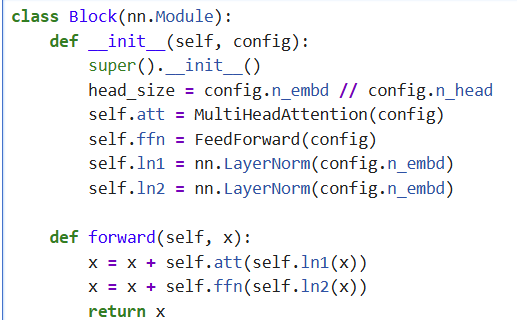 class Block(nn.Module):
    def __init__(self, config):
        super().__init__()
        head_size = config.n_embd // config.n_head
        self.att = MultiHeadAttention(config)
        self.ffn = FeedForward(config)
        self.ln1 = nn.LayerNorm(config.n_embd)
        self.ln2 = nn.LayerNorm(config.n_embd)

    def forward(self, x):
        x = x + self.att(self.ln1(x))
        x = x + self.ffn(self.ln2(x))
        return x